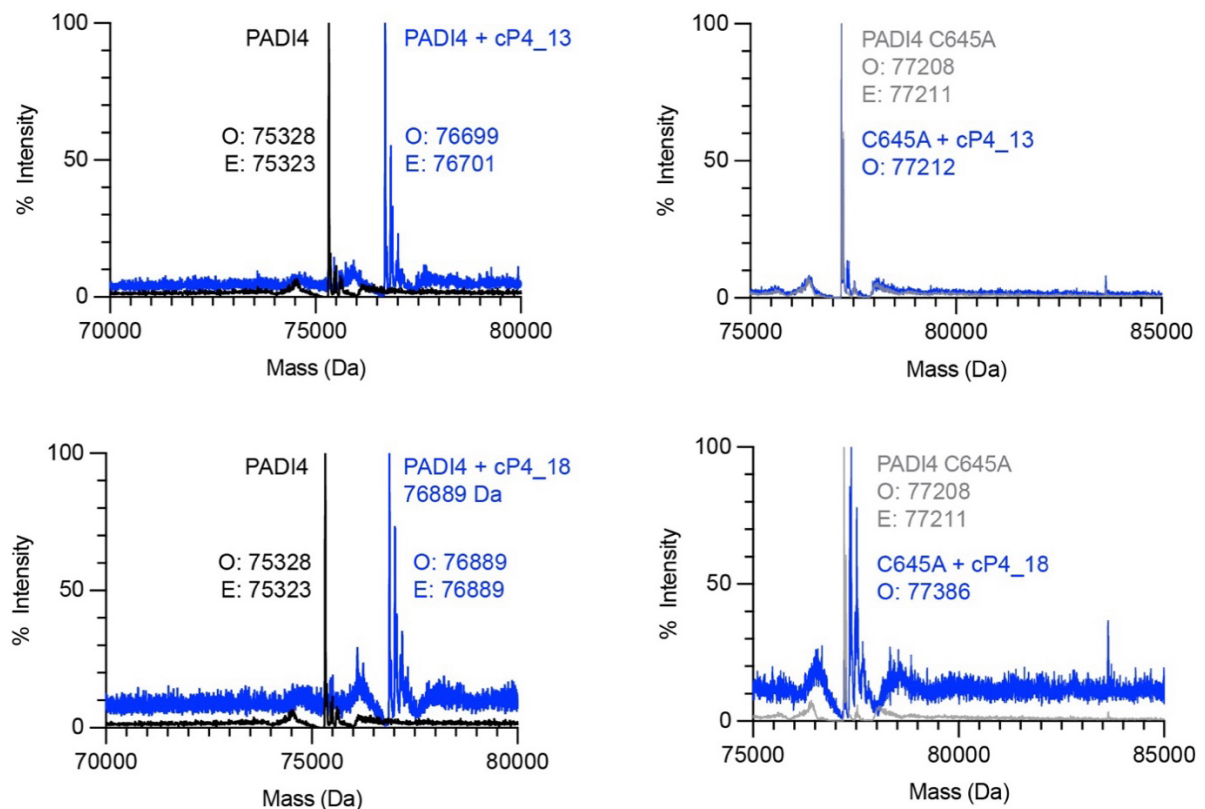 100
50
0
% Intensity
PADI4
O: 75328
E: 75323
PADI4 + cP4_13
O: 76699
E: 76701
70000 75000 80000
Mass (Da)
100
50
0
% Intensity
PADI4 C645A
O: 77208
E: 77211
C645A + cP4_13
O: 77212
75000 80000 85000
Mass (Da)
100
50
0
% Intensity
PADI4
O: 75328
E: 75323
PADI4 + cP4_18
76889 Da
O: 76889
E: 76889
70000 75000 80000
Mass (Da)
100
50
0
% Intensity
PADI4 C645A
O: 77208
E: 77211
C645A + cP4_18
O: 77386
75000 80000 85000
Mass (Da)